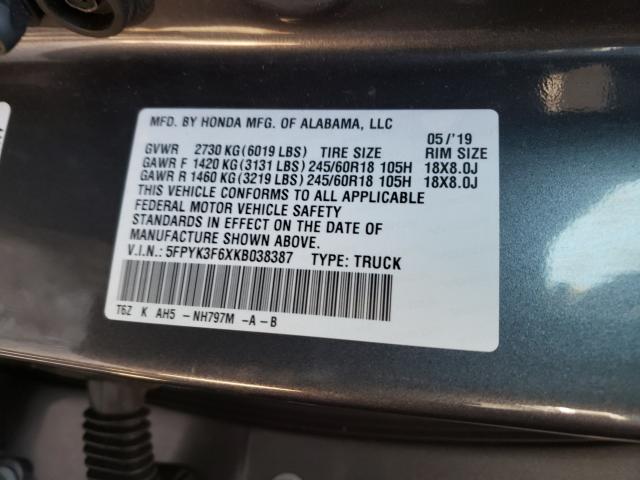 MFD. BY HONDA MFG. OF ALABAMA, LLC
05/'19
GVWR 2730 KG(6019 LBS) TIRE SIZE RIM SIZE
GAWR F 1420 KG(3131 LBS) 245/60R18 105H 18X8.0J
GAWR R 1460 KG(3219 LBS) 245/60R18 105H 18X8.0J
THIS VEHICLE CONFORMS TO ALL APPLICABLE
FEDERAL MOTOR VEHICLE SAFETY
STANDARDS IN EFFECT ON THE DATE OF
MANUFACTURE SHOWN ABOVE.
V.I.N.: 5FPYK3F6XKB038387 TYPE: TRUCK
T6Z K AH5 -NH797M -A-B